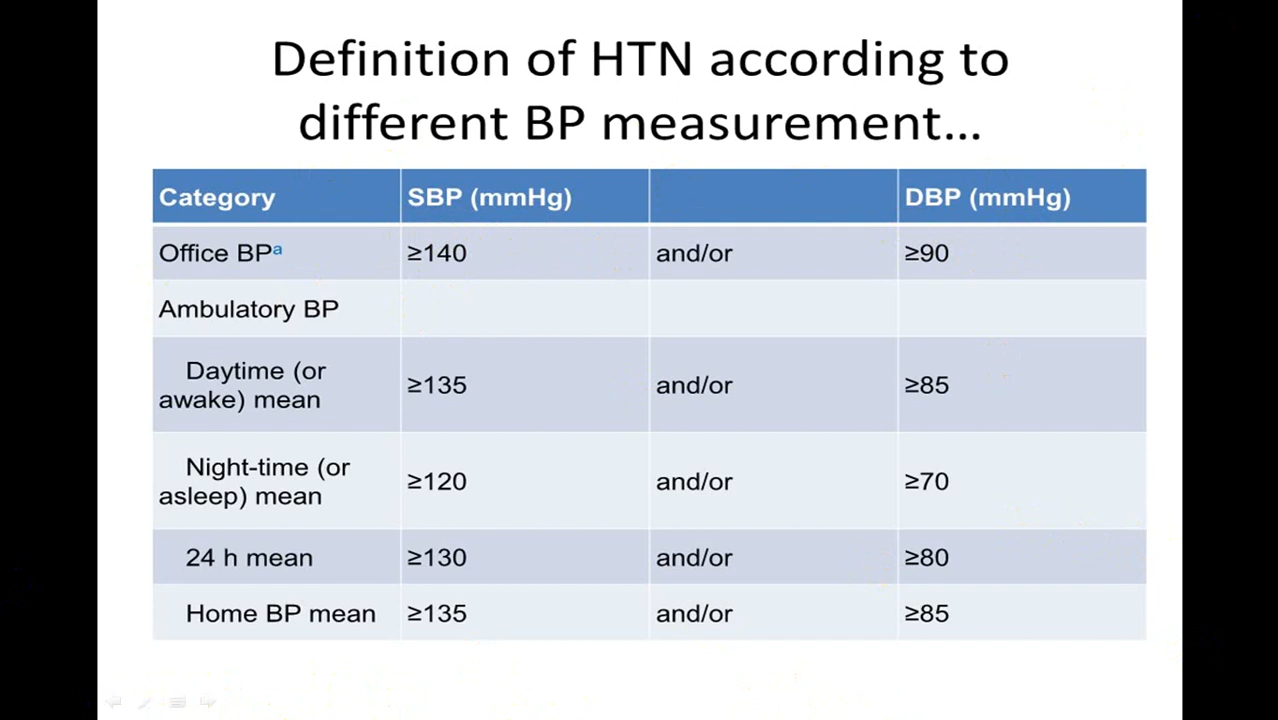 Definition of HTN according to
different BP measurement...
Category SBP (mmHg) DBP (mmHg)
Office BPᵃ ≥140 and/or ≥90
Ambulatory BP
Daytime (or
awake) mean ≥135 and/or ≥85
Night-time (or
asleep) mean ≥120 and/or ≥70
24 h mean ≥130 and/or ≥80
Home BP mean ≥135 and/or ≥85